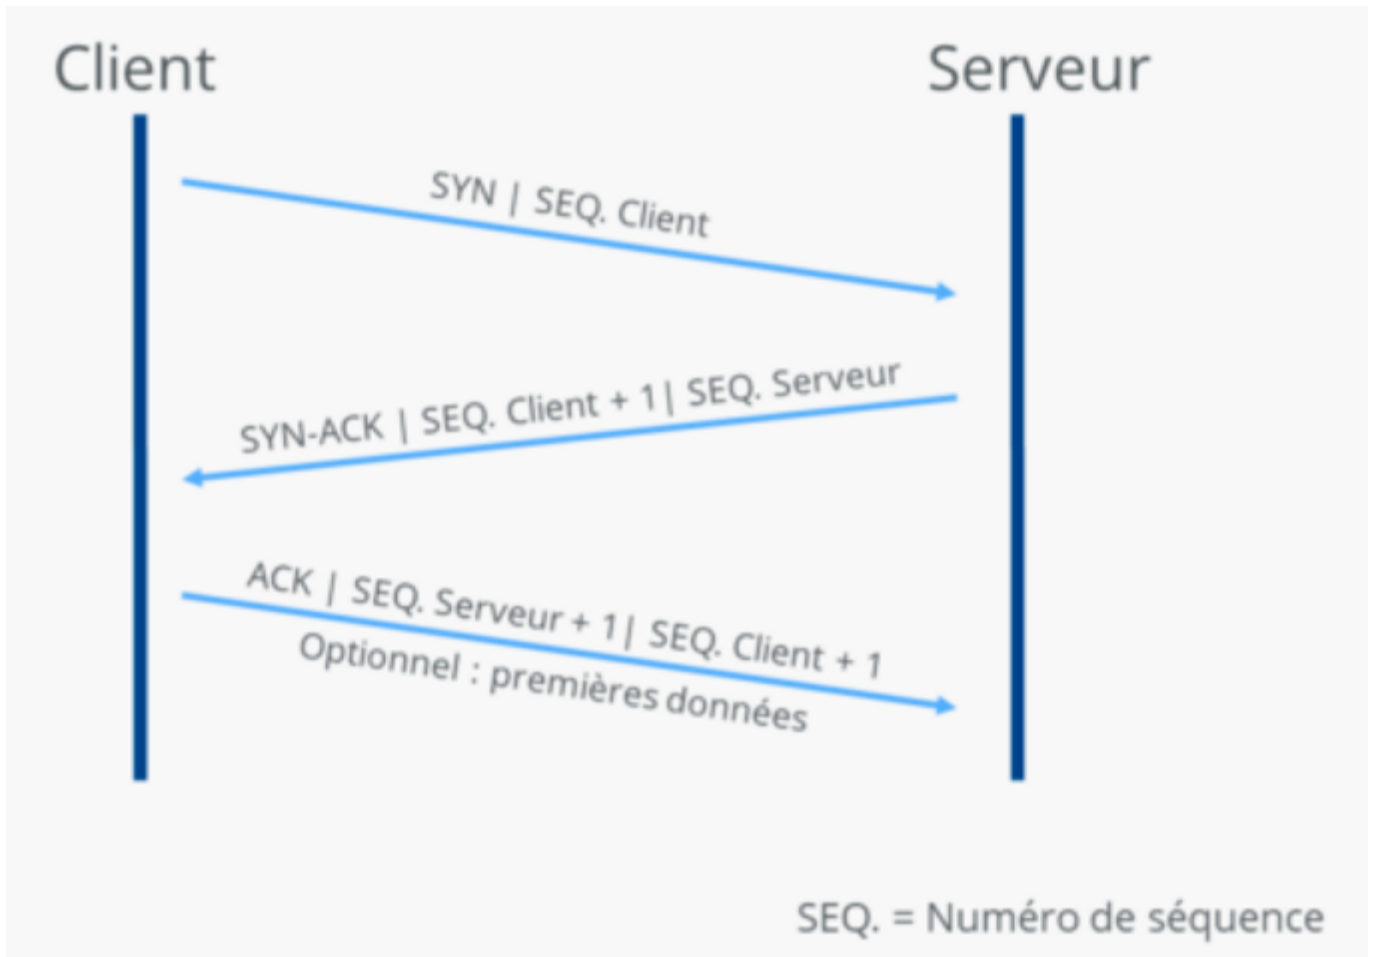 Client
Serveur
SYN | SEQ. Client
SYN-ACK | SEQ. Client + 1| SEQ. Serveur
ACK | SEQ. Serveur + 1| SEQ. Client + 1
Optionnel : premières données
SEQ. = Numéro de séquence